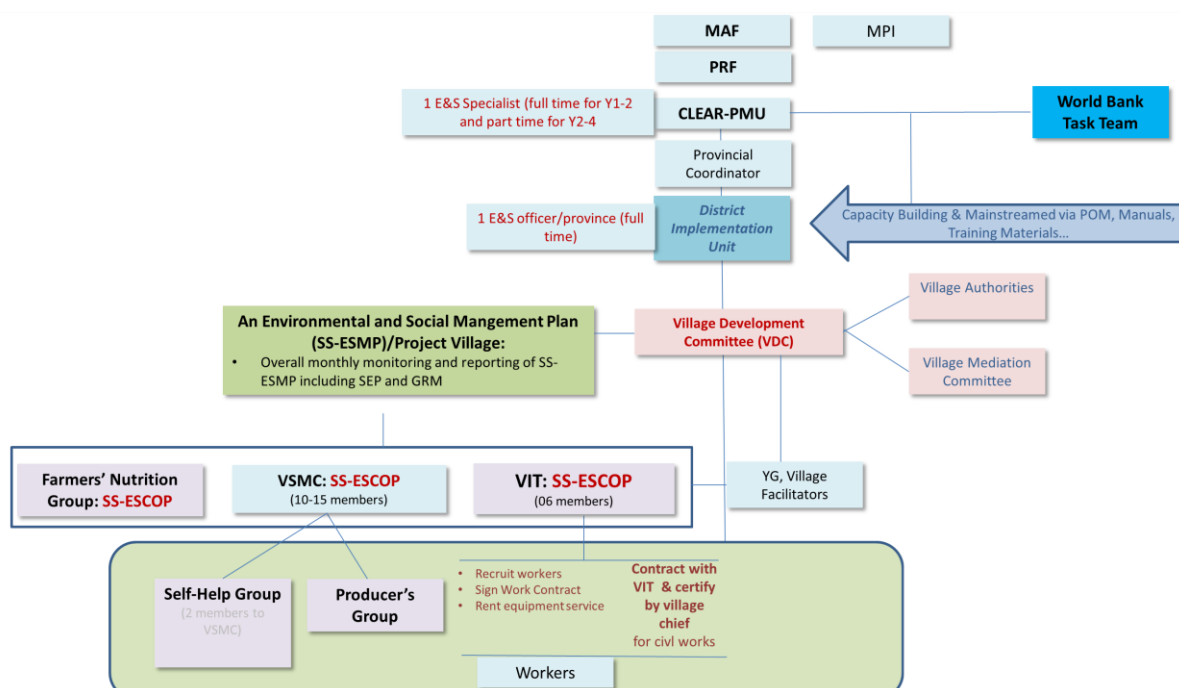 MAF
MPI
PRF
1 E&S Specialist (full time for Y1-2
and part time for Y2-4
CLEAR-PMU
World Bank
Task Team
Provincial
Coordinator
1 E&S officer/province (full
time)
District
Implementation
Unit
Capacity Building & Mainstreamed via POM, Manuals,
Training Materials...
An Environmental and Social Mangement Plan
(SS-ESMP)/Project Village:
• Overall monthly monitoring and reporting of SS-
ESMP including SEP and GRM
Village Development
Committee (VDC)
Village Authorities
Village Mediation
Committee
Farmers' Nutrition
Group: SS-ESCOP
VSMC: SS-ESCOP
(10-15 members)
VIT: SS-ESCOP
(06 members)
YG, Village
Facilitators
Self-Help Group
(2 members to
VSMC)
Producer's
Group
• Recruit workers
• Sign Work Contract
• Rent equipment service
Contract with
VIT & certify
by village
chief
for civl works
Workers